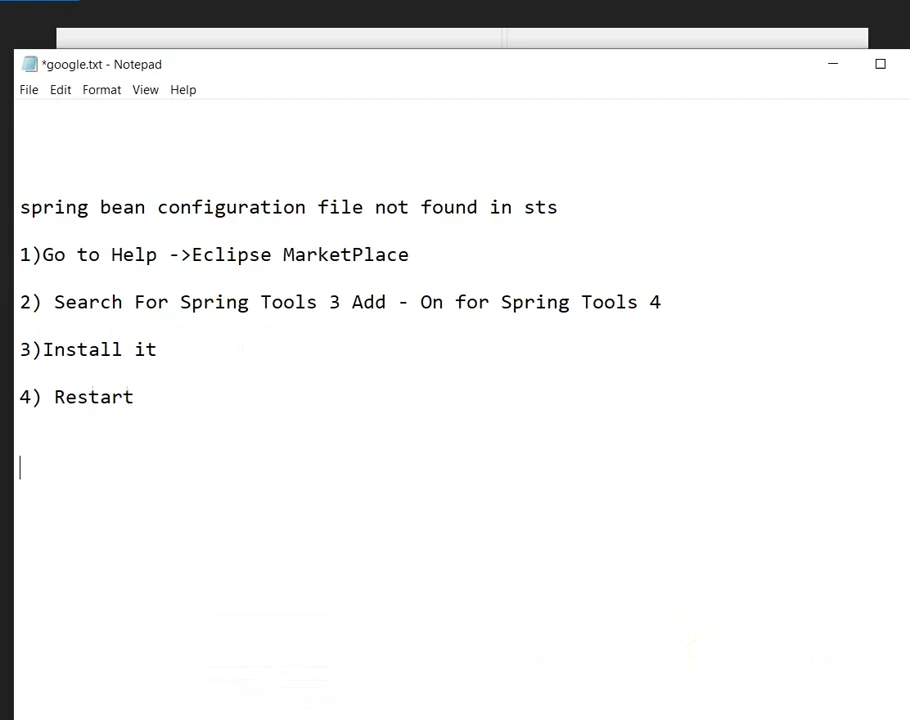 *google.txt - Notepad
File Edit Format View Help
spring bean configuration file not found in sts
1)Go to Help ->Eclipse MarketPlace
2) Search For Spring Tools 3 Add - On for Spring Tools 4
3)Install it
4) Restart